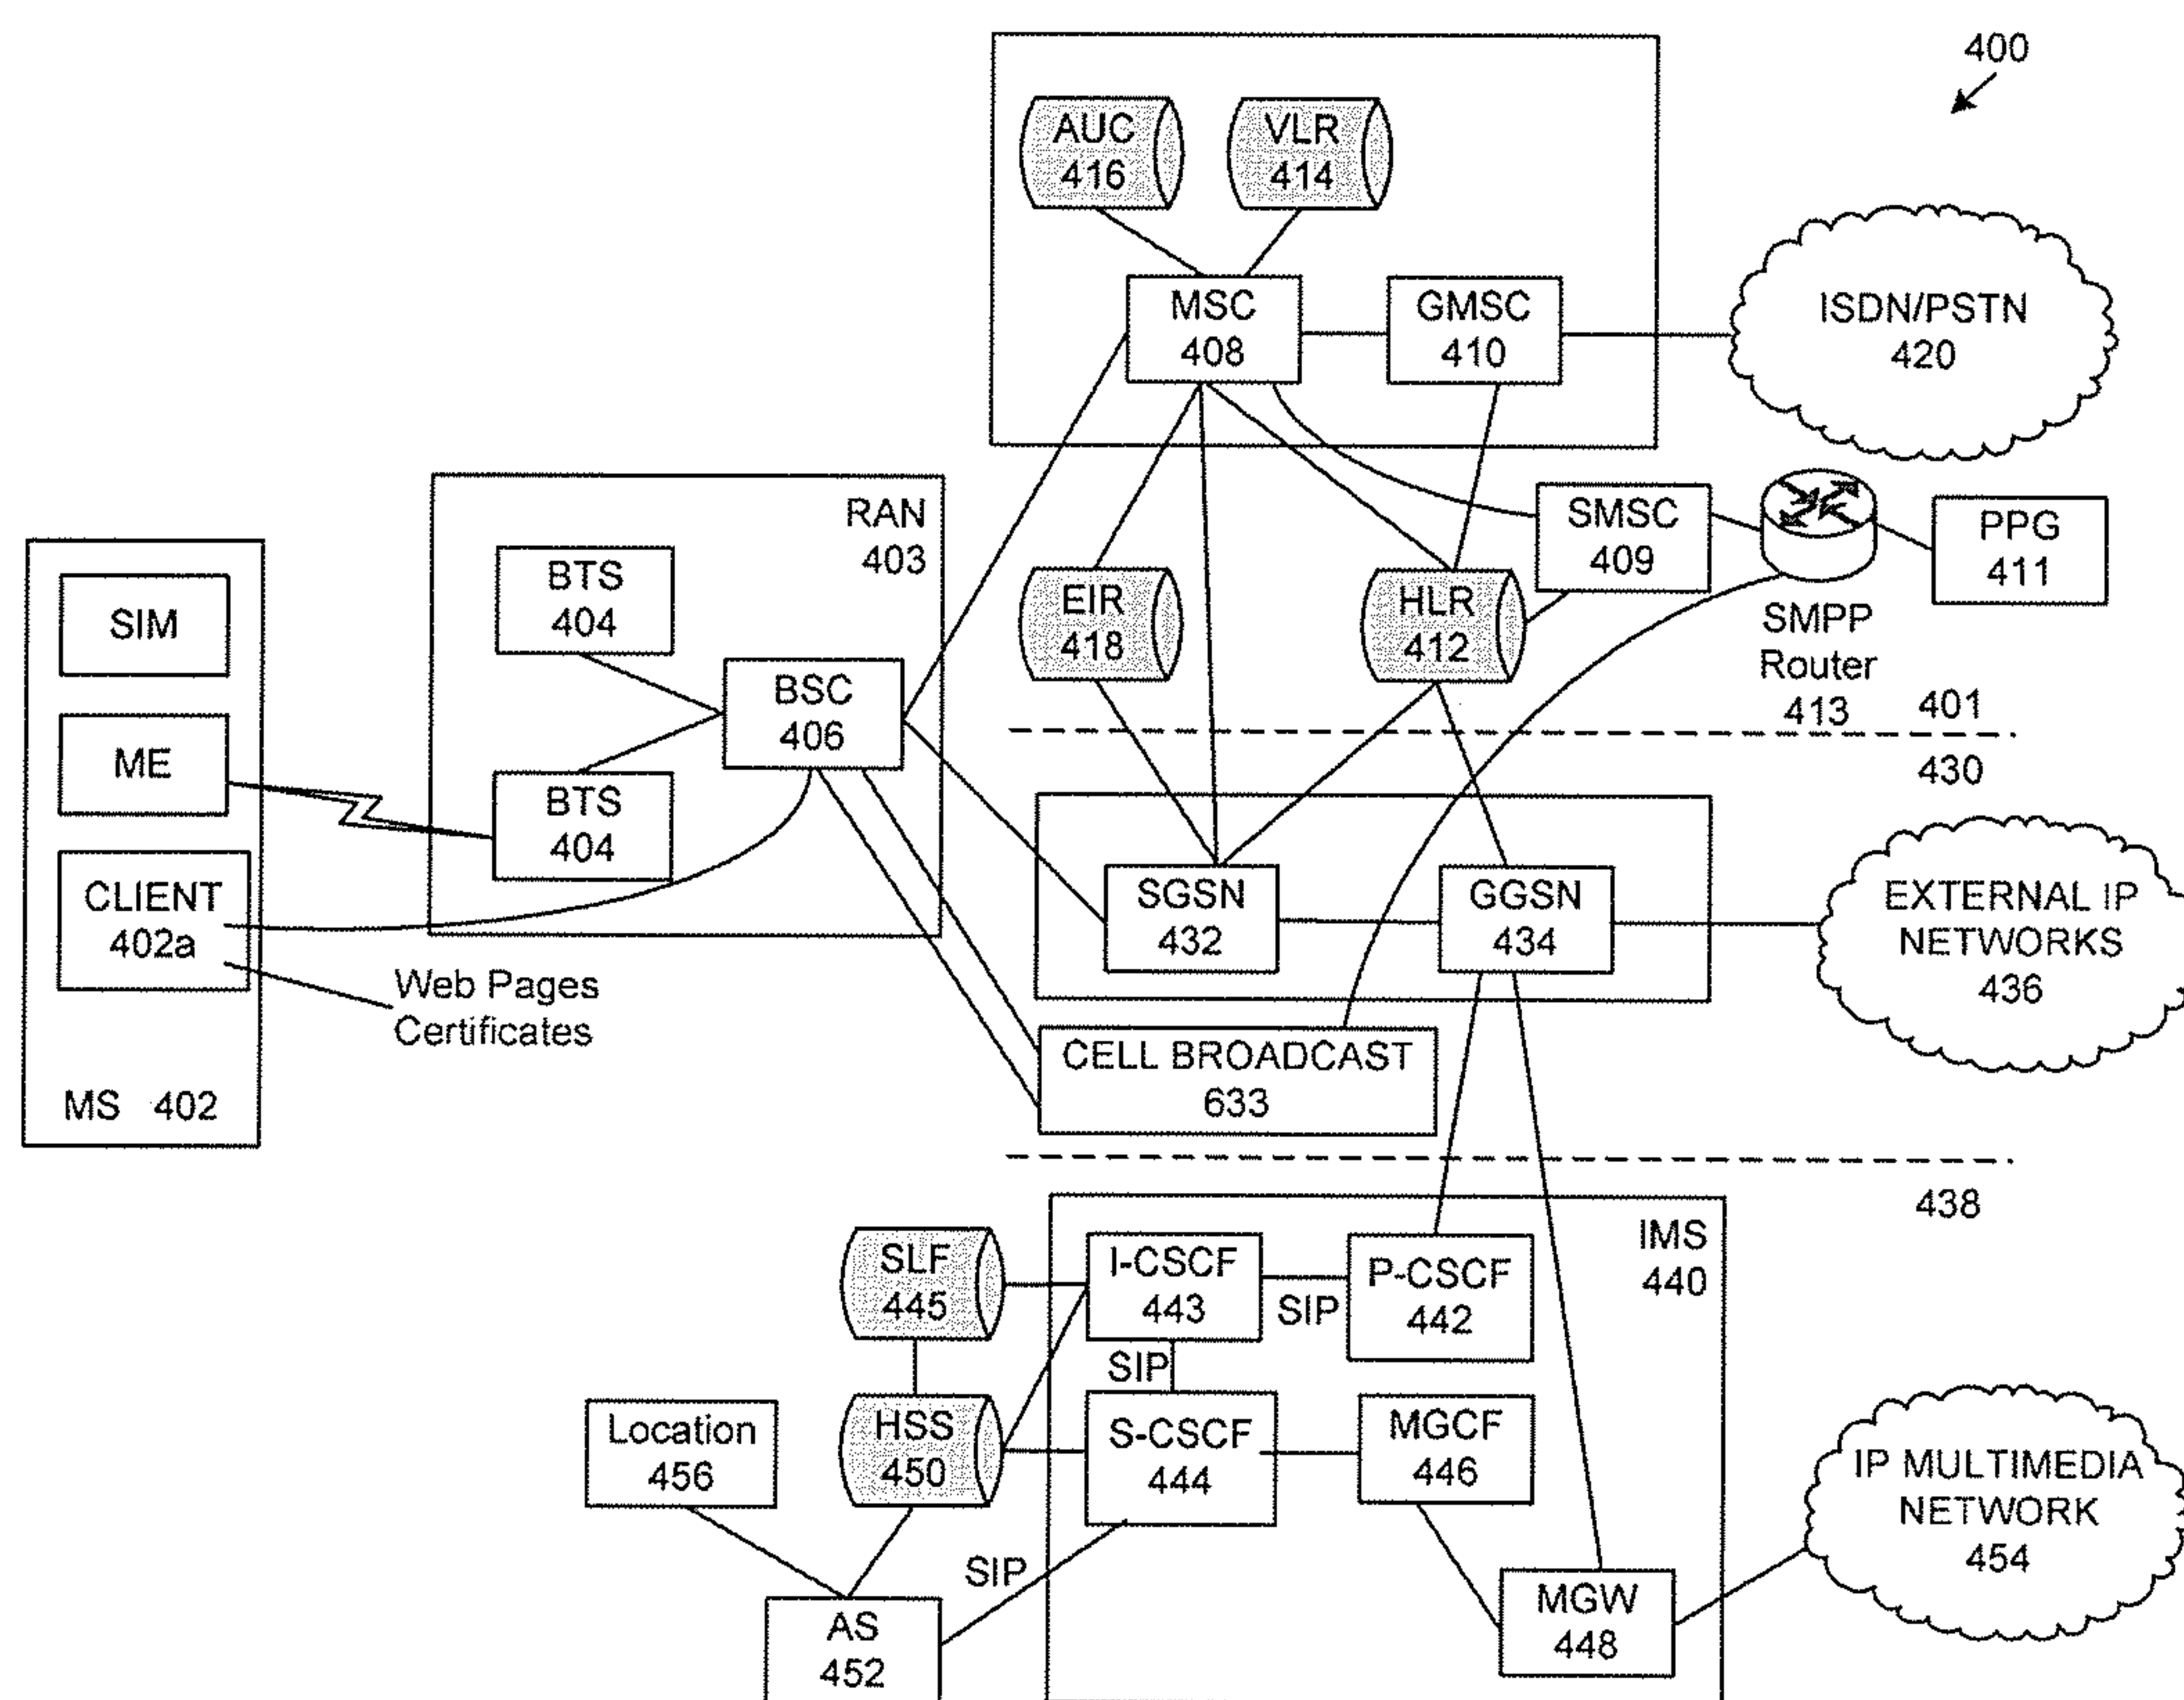 400
AUC
416
VLR
414
MSC
408
GMSC
410
ISDN/PSTN
420
RAN
403
BTS
404
BSC
406
BTS
404
SIM
ME
CLIENT
402a
MS 402
Web Pages
Certificates
EIR
418
HLR
412
SMSC
409
SMPP
Router
413
PPG
411
401
430
SGSN
432
GGSN
434
EXTERNAL IP
NETWORKS
436
CELL BROADCAST
633
438
IMS
440
SLF
445
I-CSCF
443
SIP
P-CSCF
442
SIP
Location
456
HSS
450
S-CSCF
444
MGCF
446
IP MULTIMEDIA
NETWORK
454
SIP
AS
452
MGW
448